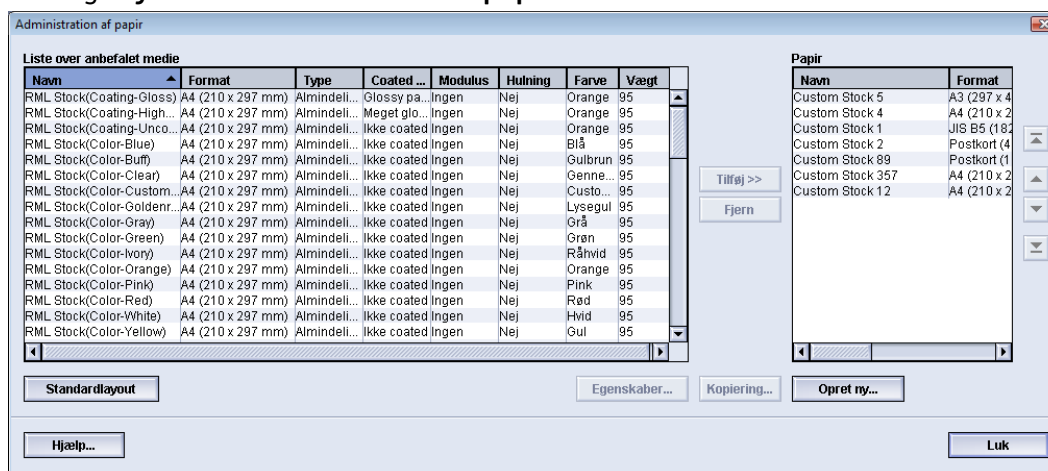 Administration af papir
Liste over anbefalet medie
Navn Format Type Coated ... Modulus Hulning Farve Vægt
RML Stock(Coating-Gloss) A4 (210 x 297 mm) Almindeli... Glossy pa... Ingen Nej Orange 95
RML Stock(Coating-High... A4 (210 x 297 mm) Almindeli... Meget glo... Ingen Nej Orange 95
RML Stock(Coating-Unco... A4 (210 x 297 mm) Almindeli... Ikke coated Ingen Nej Orange 95
RML Stock(Color-Blue) A4 (210 x 297 mm) Almindeli... Ikke coated Ingen Nej Blå 95
RML Stock(Color-Buff) A4 (210 x 297 mm) Almindeli... Ikke coated Ingen Nej Gulbrun 95
RML Stock(Color-Clear) A4 (210 x 297 mm) Almindeli... Ikke coated Ingen Nej Genne... 95
RML Stock(Color-Custom... A4 (210 x 297 mm) Almindeli... Ikke coated Ingen Nej Custo... 95
RML Stock(Color-Goldenr... A4 (210 x 297 mm) Almindeli... Ikke coated Ingen Nej Lysegul 95
RML Stock(Color-Gray) A4 (210 x 297 mm) Almindeli... Ikke coated Ingen Nej Grå 95
RML Stock(Color-Green) A4 (210 x 297 mm) Almindeli... Ikke coated Ingen Nej Grøn 95
RML Stock(Color-Ivory) A4 (210 x 297 mm) Almindeli... Ikke coated Ingen Nej Råhvid 95
RML Stock(Color-Orange) A4 (210 x 297 mm) Almindeli... Ikke coated Ingen Nej Orange 95
RML Stock(Color-Pink) A4 (210 x 297 mm) Almindeli... Ikke coated Ingen Nej Pink 95
RML Stock(Color-Red) A4 (210 x 297 mm) Almindeli... Ikke coated Ingen Nej Rød 95
RML Stock(Color-White) A4 (210 x 297 mm) Almindeli... Ikke coated Ingen Nej Hvid 95
RML Stock(Color-Yellow) A4 (210 x 297 mm) Almindeli... Ikke coated Ingen Nej Gul 95
Tilføj >>
Fjern
Papir
Navn Format
Custom Stock 5 A3 (297 x 4
Custom Stock 4 A4 (210 x 2
Custom Stock 1 JIS B5 (182
Custom Stock 2 Postkort (4
Custom Stock 89 Postkort (1
Custom Stock 357 A4 (210 x 2
Custom Stock 12 A4 (210 x 2
Standardlayout Egenskaber... Kopiering... Opret ny...
Hjælp... Luk